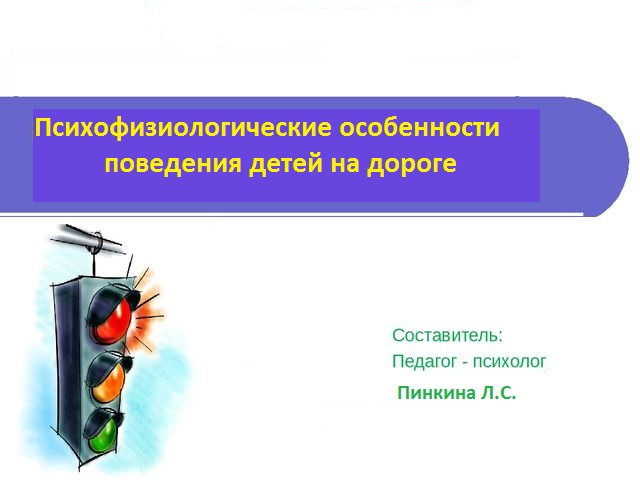 Психофизиологические особенности
поведения детей на дороге
Составитель:
Педагог - психолог
Пинкина Л.С.